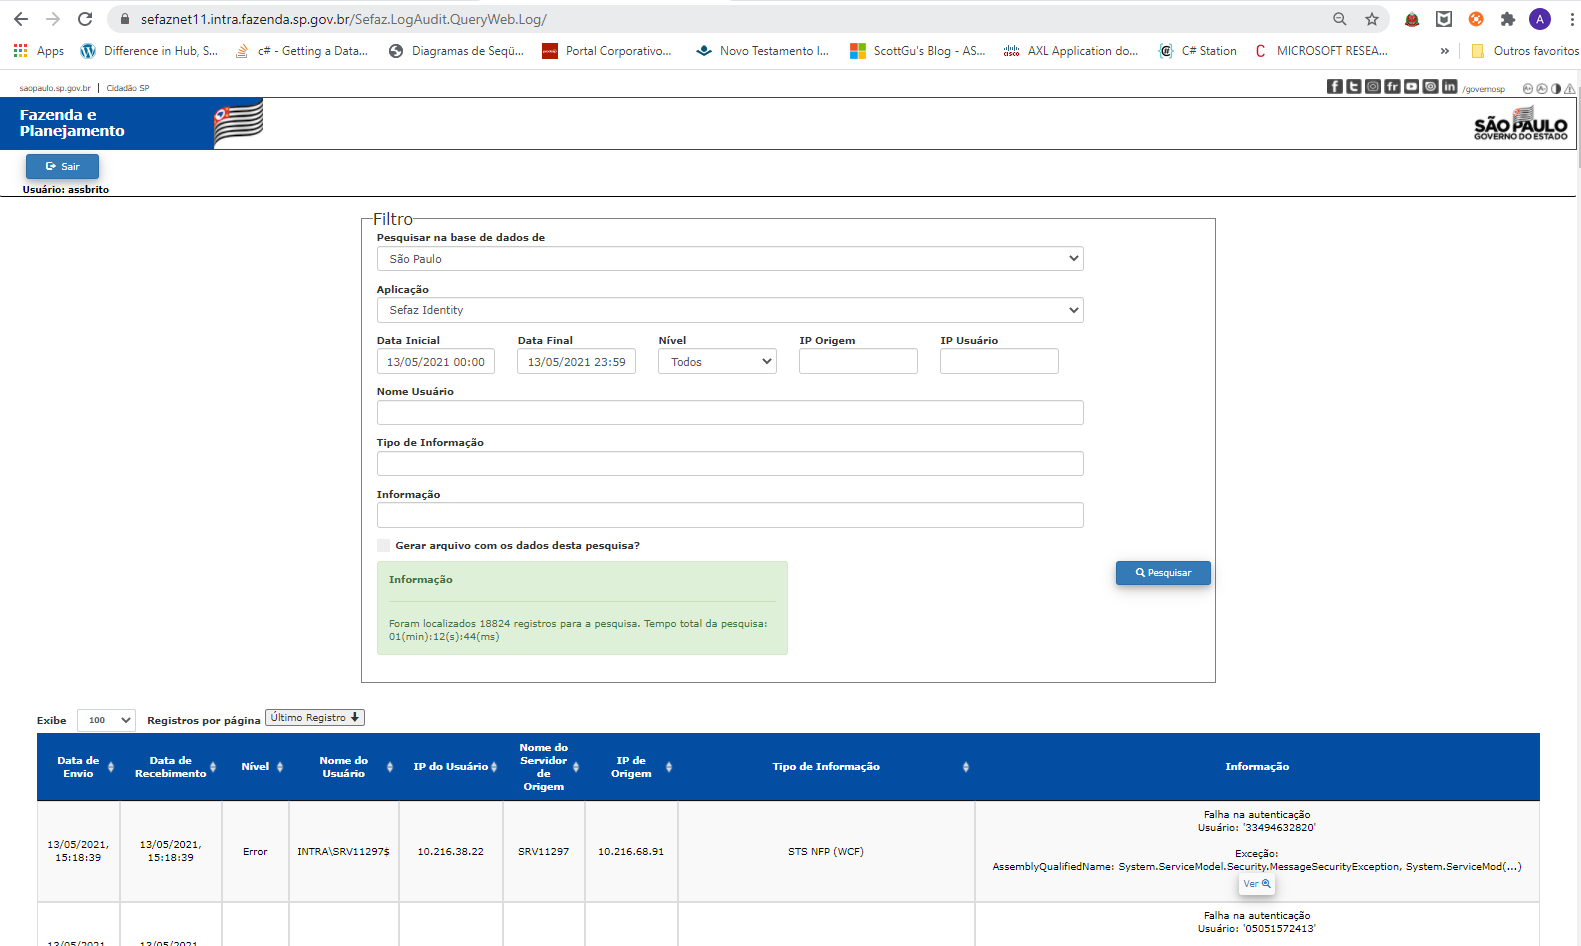 sefaznet11.intra.fazenda.sp.gov.br/Sefaz.LogAudit.QueryWeb.Log/
A
Apps
Difference in Hub, S...
c# - Getting a Data...
Diagramas de Seqü...
Portal Corporativo...
Novo Testamento I...
ScottGu's Blog - AS...
AXL Application do...
C# Station
MICROSOFT RESEA...
»
Outros favoritos
saopaulo.sp.gov.br | Cidadão SP
/governosp
Fazenda e
Planejamento
SÃO PAULO
GOVERNO DO ESTADO
Sair
Usuário: assbrito
Filtro
Pesquisar na base de dados de
São Paulo
Aplicação
Sefaz Identity
Data Inicial Data Final Nível IP Origem IP Usuário
13/05/2021 00:00 13/05/2021 23:59 Todos
Nome Usuário
Tipo de Informação
Informação
Gerar arquivo com os dados desta pesquisa?
Informação
Pesquisar
Foram localizados 18824 registros para a pesquisa. Tempo total da pesquisa:
01(min):12(s):44(ms)
Exibe 100 Registros por página Último Registro
Data de Envio
Data de Recebimento
Nível
Nome do Usuário
IP do Usuário
Nome do Servidor de Origem
IP de Origem
Tipo de Informação
Informação
13/05/2021, 15:18:39
13/05/2021, 15:18:39
Error
INTRA\SRV11297$
10.216.38.22
SRV11297
10.216.68.91
STS NFP (WCF)
Falha na autenticação
Usuário: '33494632820'
Exceção:
AssemblyQualifiedName: System.ServiceModel.Security.MessageSecurityException, System.ServiceMod(...)
Ver
Falha na autenticação
Usuário: '05051572413'
13/05/2021
13/05/2021